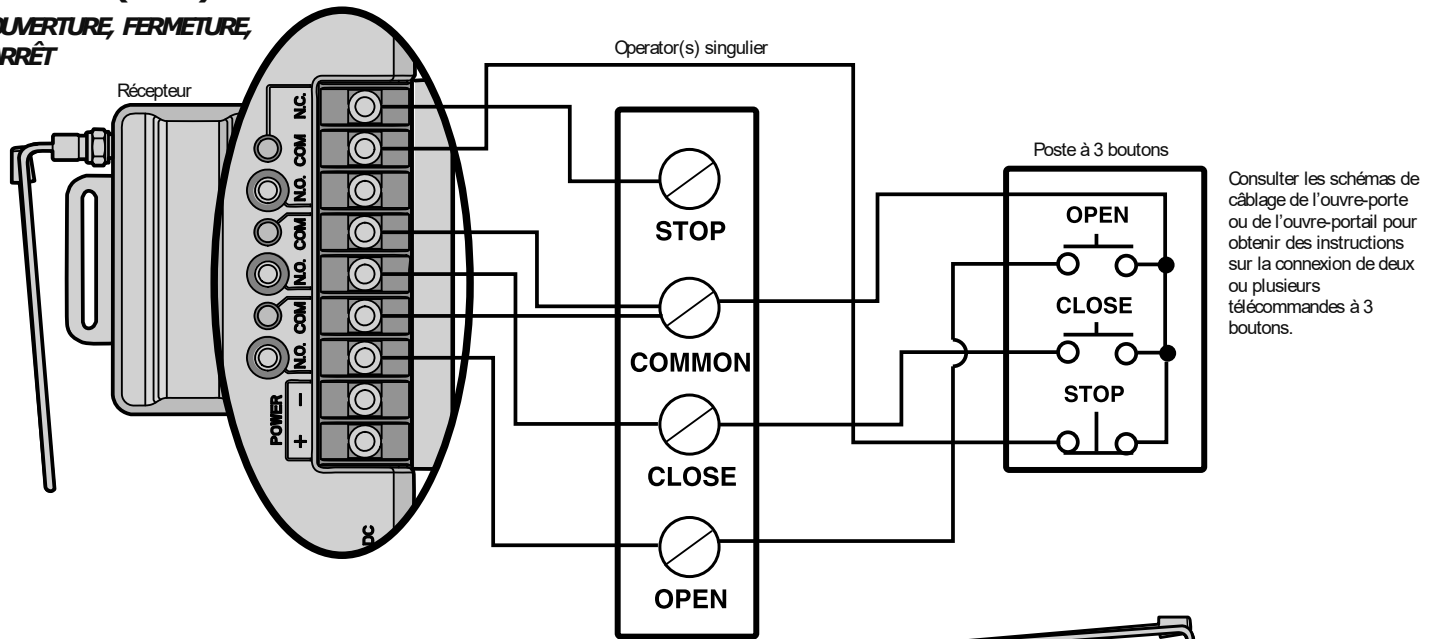 OUVERTURE, FERMETURE,
ARRÊT
Récepteur
Operator(s) singulier
N.C.
COM
N.O.
COM
N.O.
COM
N.O.
POWER
-
+
DC
STOP
COMMON
CLOSE
OPEN
Poste à 3 boutons
OPEN
CLOSE
STOP
Consulter les schémas de
câblage de l'ouvre-porte
ou de l'ouvre-portail pour
obtenir des instructions
sur la connexion de deux
ou plusieurs
télécommandes à 3
boutons.